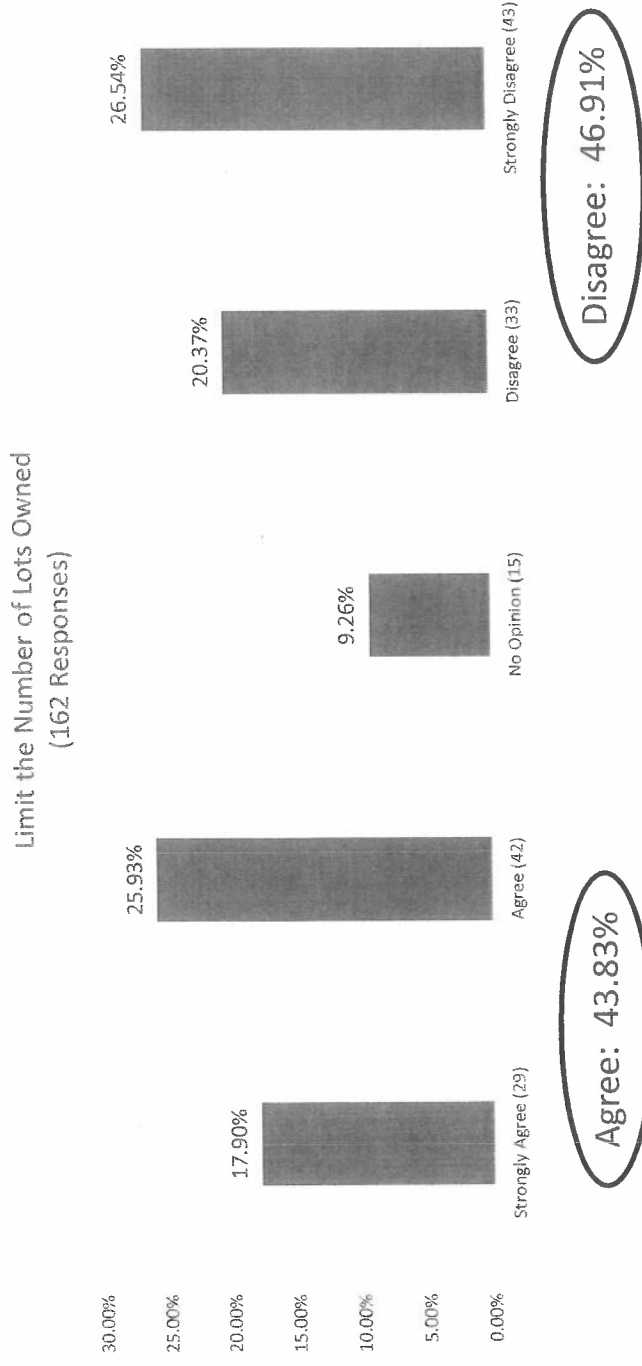 Limit the Number of Lots Owned
(162 Responses)
30.00%
25.00%
20.00%
15.00%
10.00%
5.00%
0.00%
17.90%
25.93%
9.26%
20.37%
26.54%
Strongly Agree (29)
Agree (42)
No Opinion (15)
Disagree (33)
Strongly Disagree (43)
Agree: 43.83%
Disagree: 46.91%